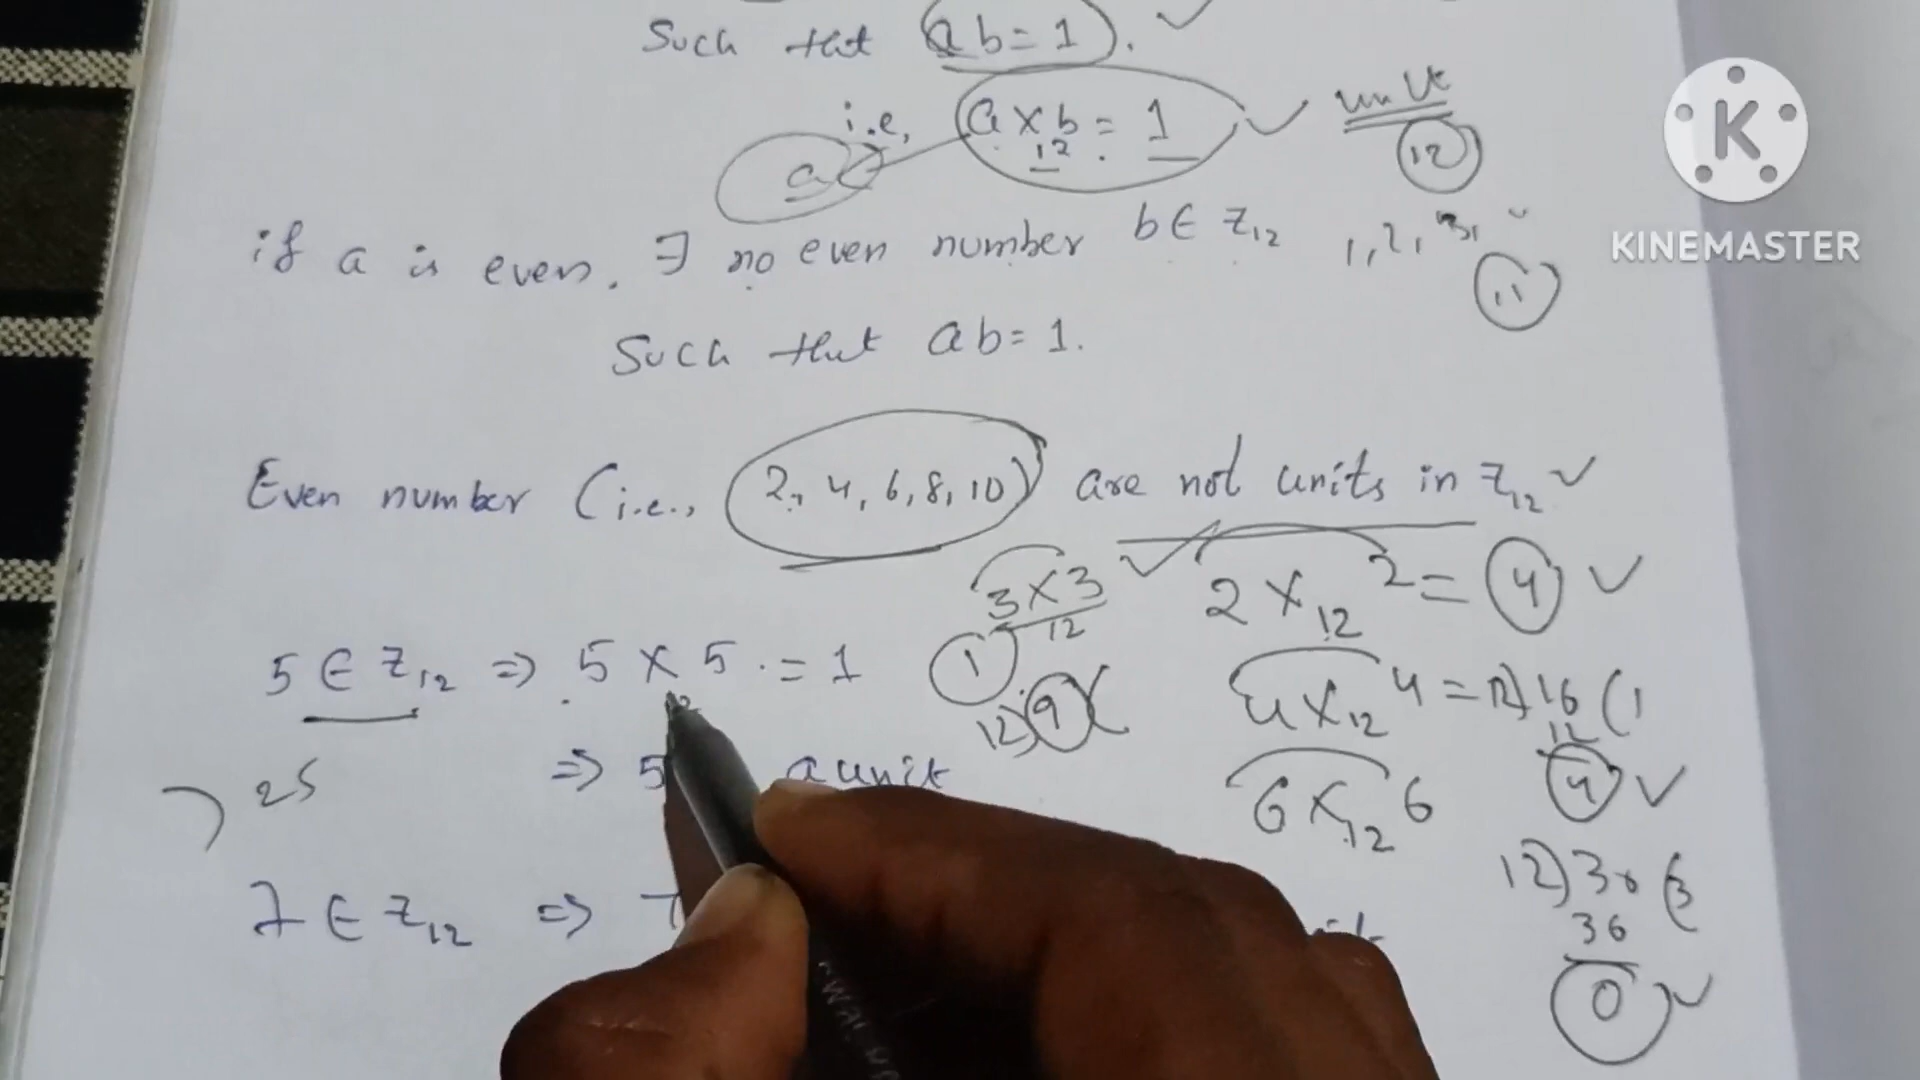 Such that ab = 1.
i.e, a ×12 b = 1 unit
a 12
if a is even. ∃ no even number b ∈ Z12 1, 2, 3, 11
Such that ab = 1.
Even number (i.e., 2, 4, 6, 8, 10) are not units in Z12
3 ×12 3 2 ×12 2 = 4
5 ∈ Z12 ⇒ 5 × 5 = 1 1
12) 9 ( 4 ×12 4 = 12) 16 ( 1
12
⇒ 5 a unit 4
) 25 6 ×12 6
12) 36 ( 3
7 ∈ Z12 ⇒ 7 36
0
K
KINEMASTER